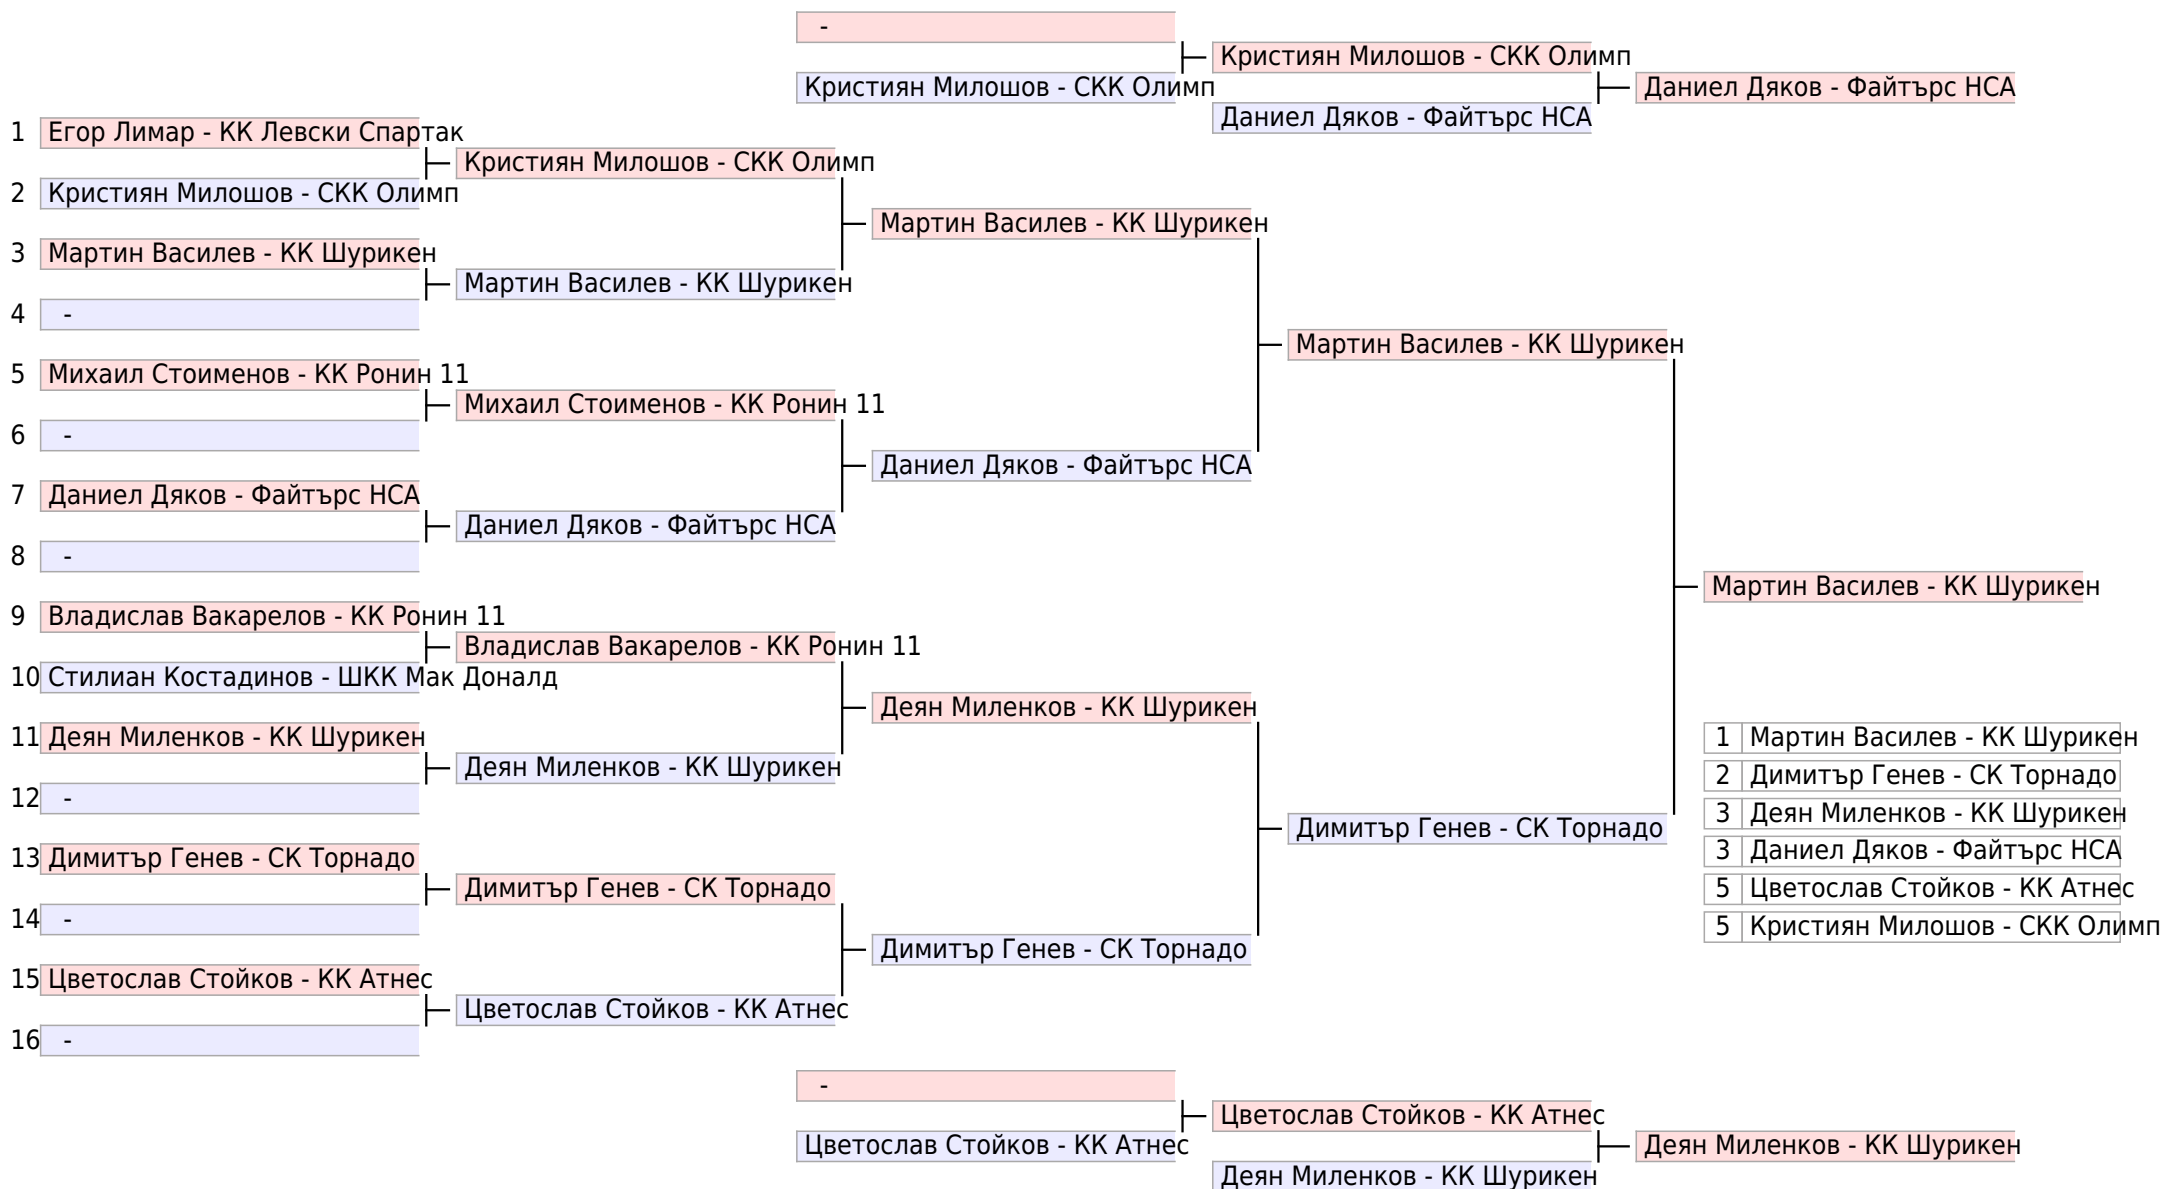 -
Кристиян Милошов - СКК Олимп
Кристиян Милошов - СКК Олимп
Даниел Дяков - Файтърс НСА
Даниел Дяков - Файтърс НСА
1 Егор Лимар - КК Левски Спартак
2 Кристиян Милошов - СКК Олимп
3 Мартин Василев - КК Шурикен
4 -
5 Михаил Стоименов - КК Ронин 11
6 -
7 Даниел Дяков - Файтърс НСА
8 -
9 Владислав Вакарелов - КК Ронин 11
10 Стилиан Костадинов - ШКК Мак Доналд
11 Деян Миленков - КК Шурикен
12 -
13 Димитър Генев - СК Торнадо
14 -
15 Цветослав Стойков - КК Атнес
16 -
Кристиян Милошов - СКК Олимп
Мартин Василев - КК Шурикен
Михаил Стоименов - КК Ронин 11
Даниел Дяков - Файтърс НСА
Владислав Вакарелов - КК Ронин 11
Деян Миленков - КК Шурикен
Димитър Генев - СК Торнадо
Цветослав Стойков - КК Атнес
Мартин Василев - КК Шурикен
Даниел Дяков - Файтърс НСА
Деян Миленков - КК Шурикен
Димитър Генев - СК Торнадо
Мартин Василев - КК Шурикен
Димитър Генев - СК Торнадо
Мартин Василев - КК Шурикен
1 Мартин Василев - КК Шурикен
2 Димитър Генев - СК Торнадо
3 Деян Миленков - КК Шурикен
3 Даниел Дяков - Файтърс НСА
5 Цветослав Стойков - КК Атнес
5 Кристиян Милошов - СКК Олимп
-
Цветослав Стойков - КК Атнес
Цветослав Стойков - КК Атнес
Деян Миленков - КК Шурикен
Деян Миленков - КК Шурикен